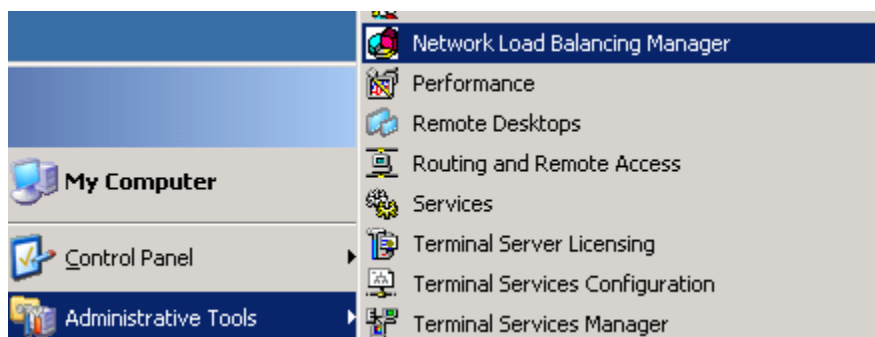 My Computer
Control Panel
Administrative Tools
Network Load Balancing Manager
Performance
Remote Desktops
Routing and Remote Access
Services
Terminal Server Licensing
Terminal Services Configuration
Terminal Services Manager